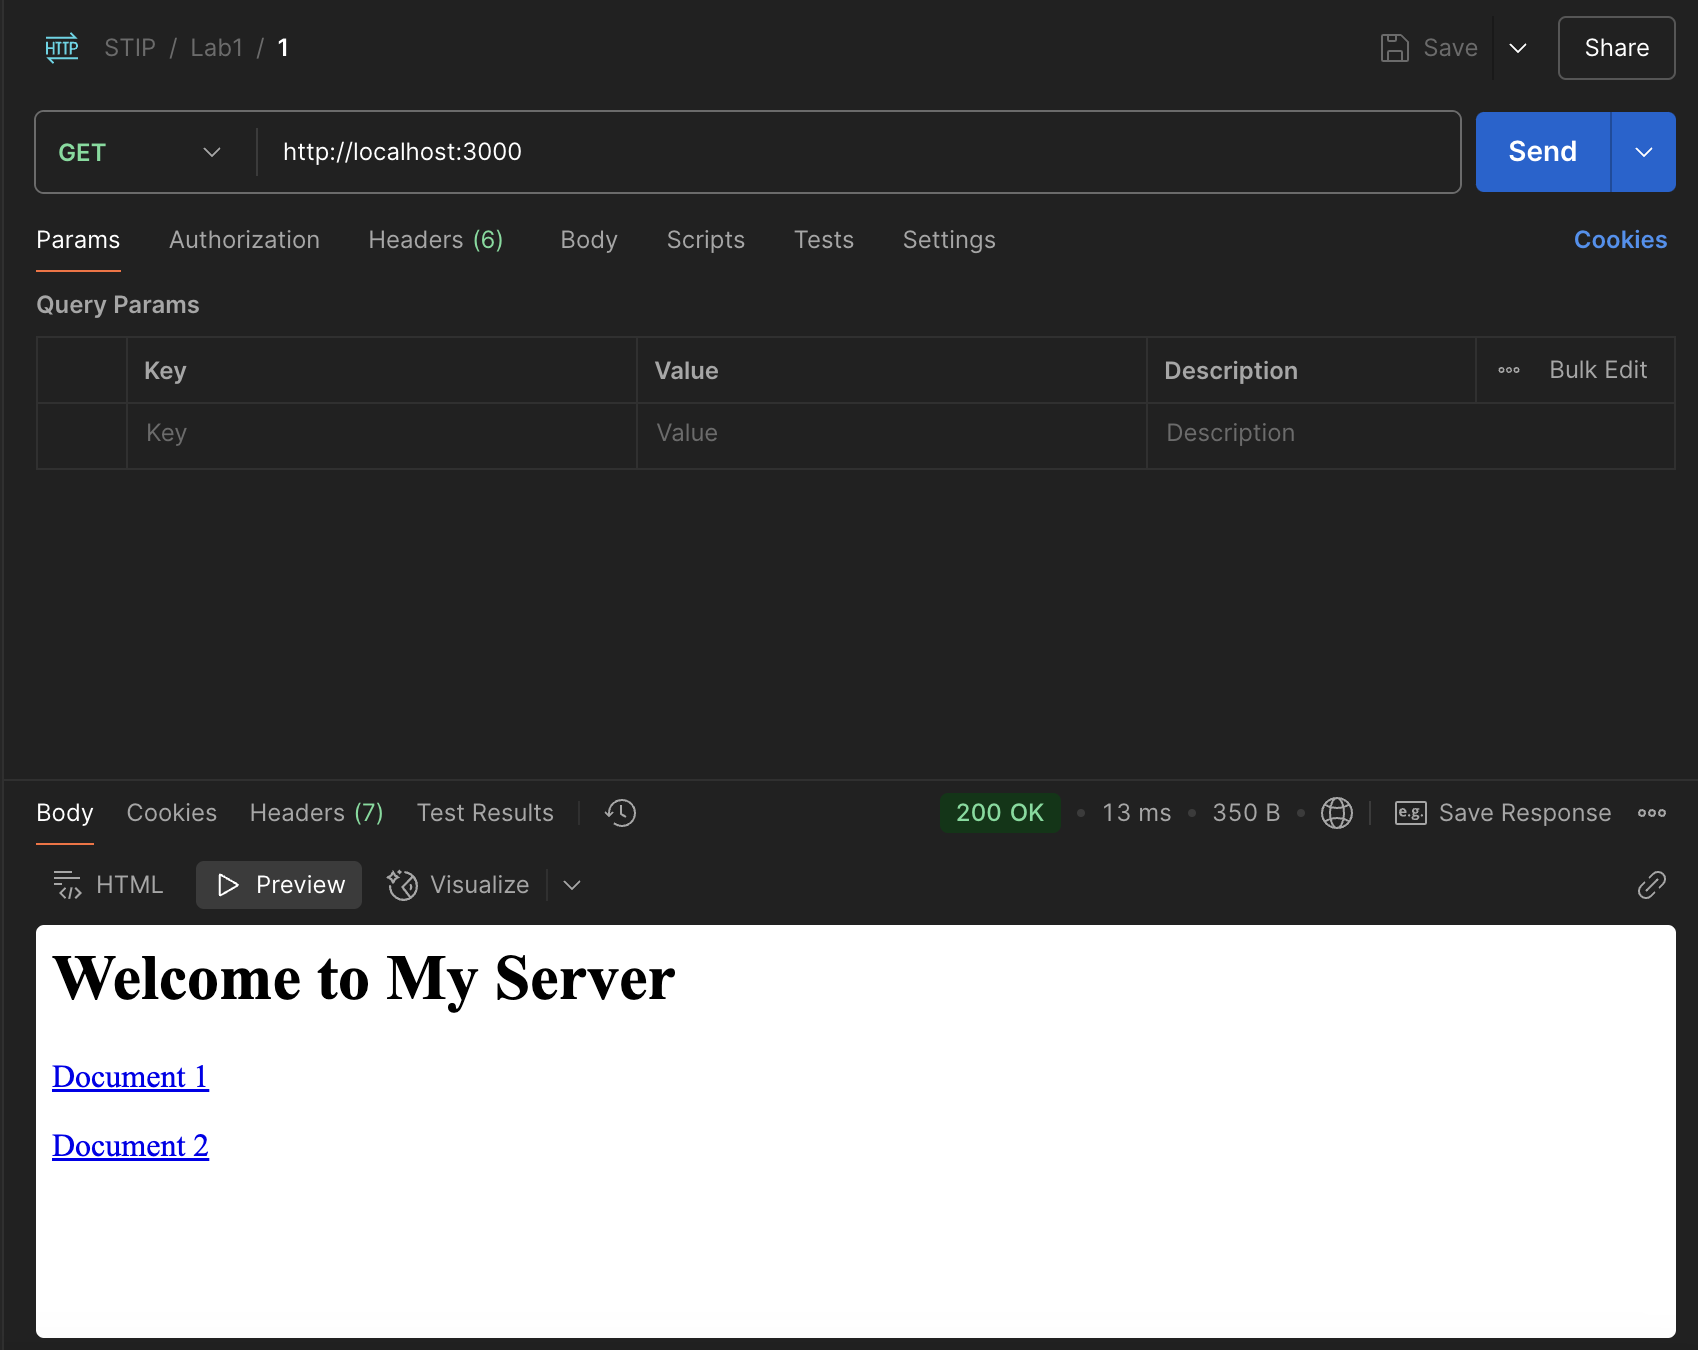 HTTP STIP / Lab1 / 1 Save Share
GET http://localhost:3000 Send
Params Authorization Headers (6) Body Scripts Tests Settings Cookies
Query Params
Key Value Description Bulk Edit
Key Value Description
Body Cookies Headers (7) Test Results 200 OK • 13 ms • 350 B • e.g. Save Response
HTML Preview Visualize
Welcome to My Server
Document 1
Document 2